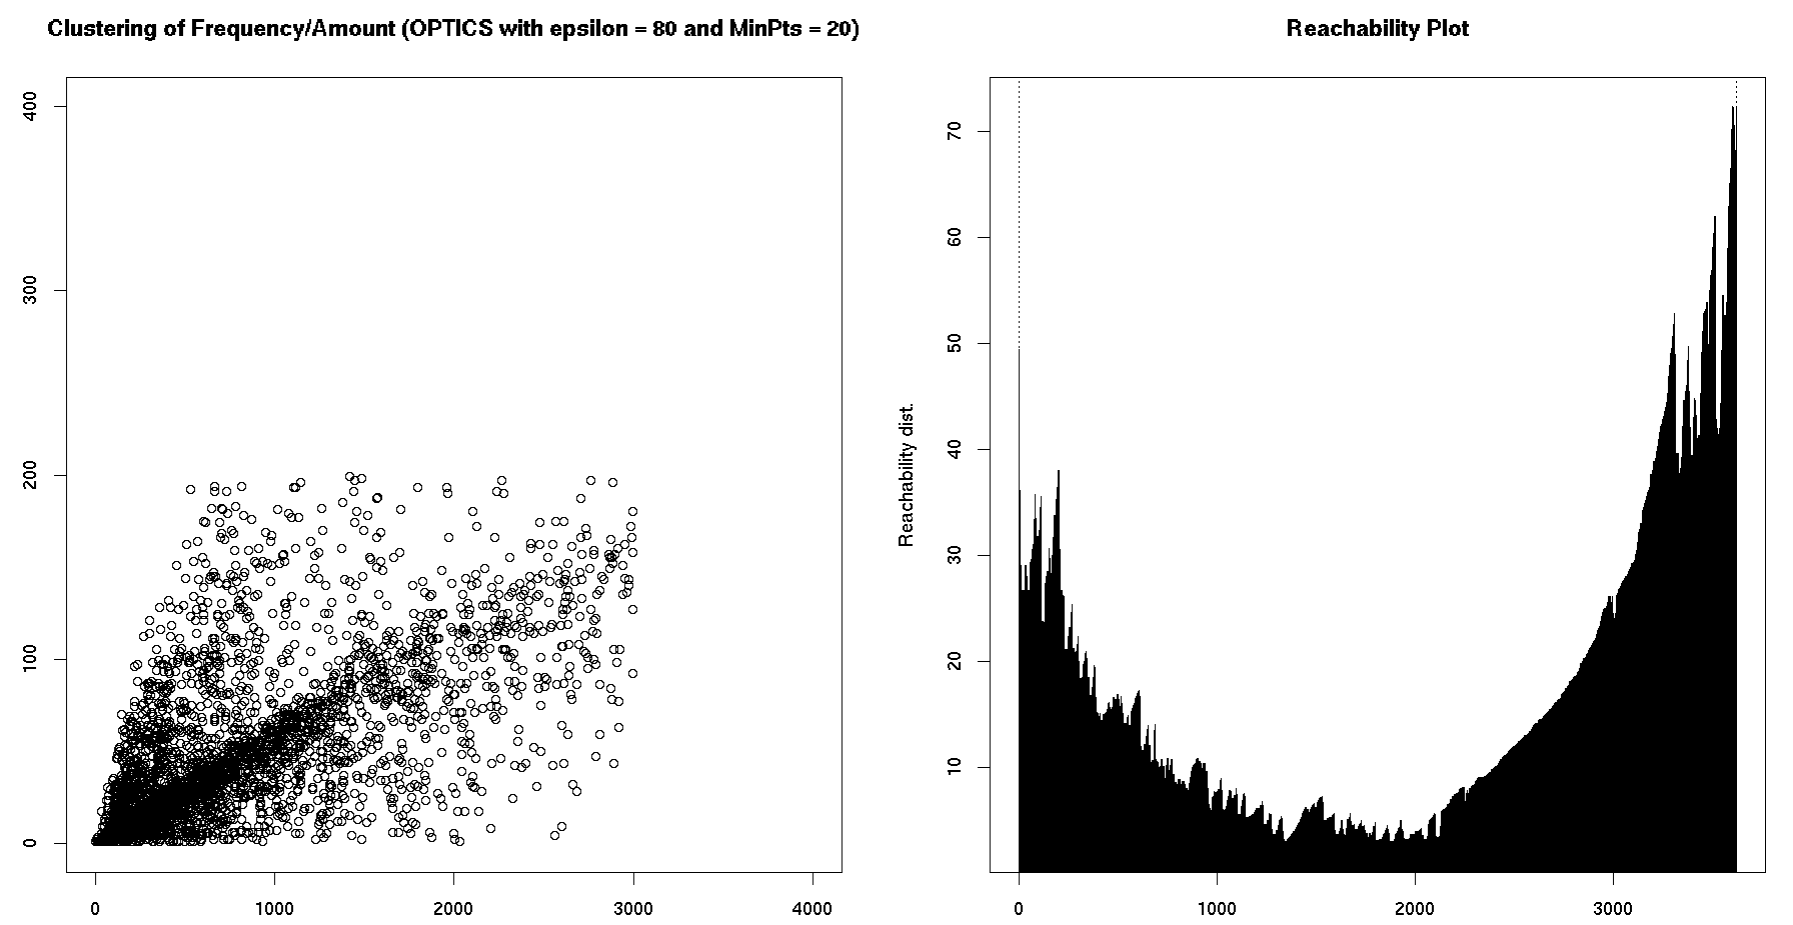 Clustering of Frequency/Amount (OPTICS with epsilon = 80 and MinPts = 20)
400
300
200
100
0
0 1000 2000 3000 4000
Reachability Plot
Reachability dist.
70
60
50
40
30
20
10
0 1000 2000 3000